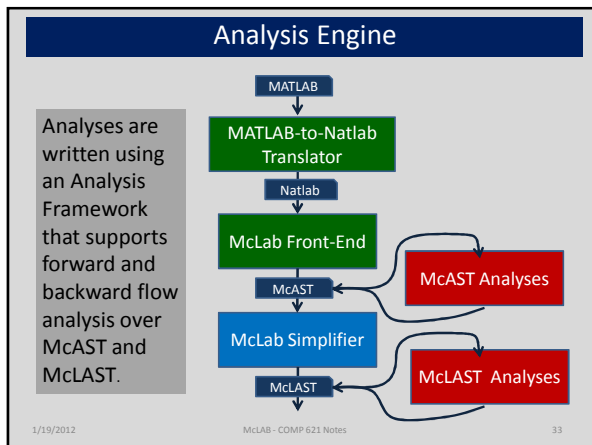 Analysis Engine
Analyses are
written using
an Analysis
Framework
that supports
forward and
backward flow
analysis over
McAST and
McLAST.
MATLAB
MATLAB-to-Natlab
Translator
Natlab
McLab Front-End
McAST
McAST Analyses
McLab Simplifier
McLAST
McLAST Analyses
1/19/2012
McLAB - COMP 621 Notes
33